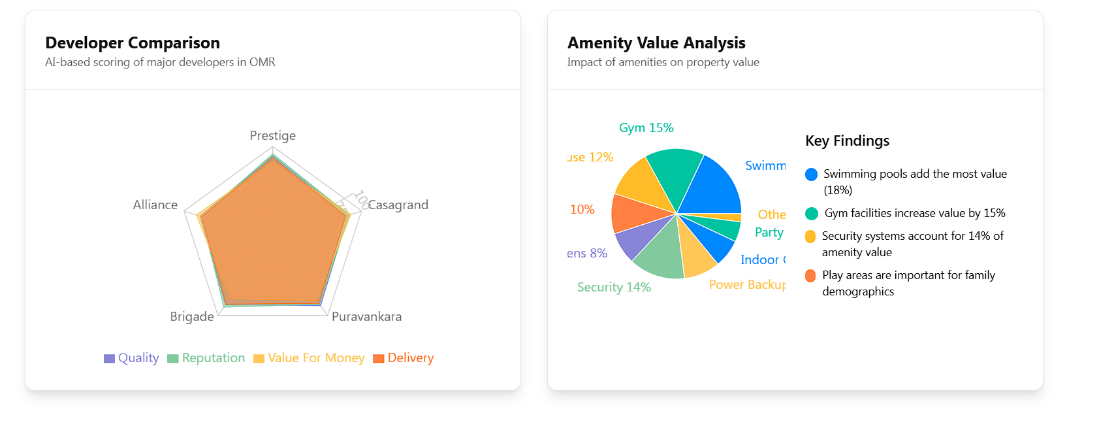 Developer Comparison
AI-based scoring of major developers in OMR
Prestige
Alliance
100
Casagrand
Brigade
Puravankara
Quality
Reputation
Value For Money
Delivery
Amenity Value Analysis
Impact of amenities on property value
Gym 15%
use 12%
Swimm
10%
Othe
Party
ens 8%
Indoor
Security 14%
Power Backup
Key Findings
Swimming pools add the most value
(18%)
Gym facilities increase value by 15%
Security systems account for 14% of
amenity value
Play areas are important for family
demographics